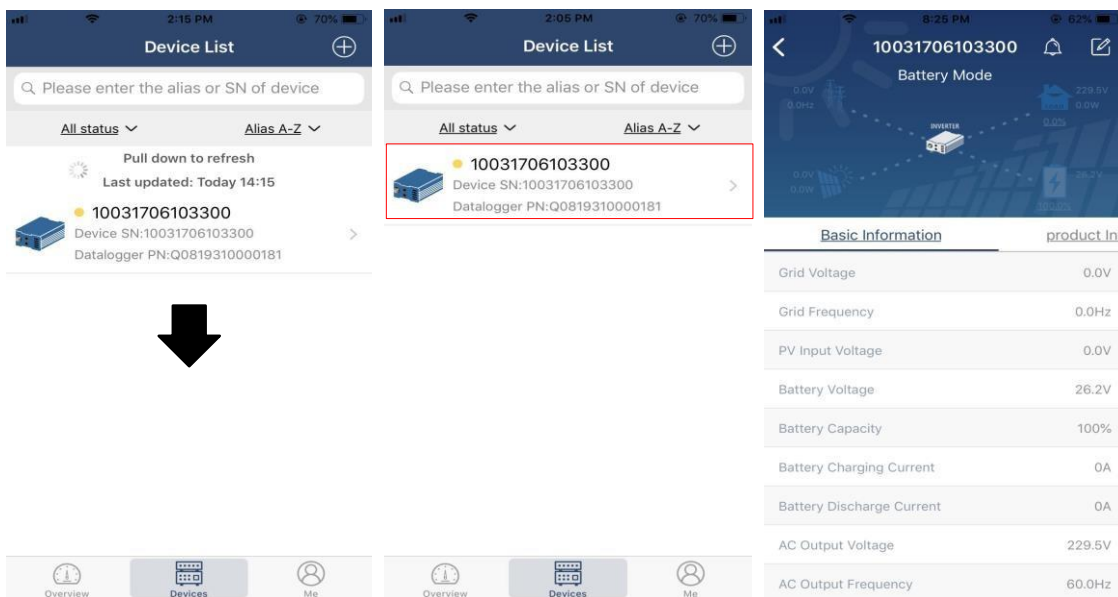 2:15 PM
70%
Device List
Please enter the alias or SN of device
All status
Alias A-Z
Pull down to refresh
Last updated: Today 14:15
10031706103300
Device SN:10031706103300
Datalogger PN:Q0819310000181
Overview
Devices
Me
2:05 PM
70%
Device List
Please enter the alias or SN of device
All status
Alias A-Z
10031706103300
Device SN:10031706103300
Datalogger PN:Q0819310000181
Overview
Devices
Me
8:25 PM
62%
10031706103300
Battery Mode
0.0V
0.0Hz
229.5V
0.0W
0.0%
INVERTER
0.0V
0.0W
26.2V
100.0%
Basic Information
product In
Grid Voltage 0.0V
Grid Frequency 0.0Hz
PV Input Voltage 0.0V
Battery Voltage 26.2V
Battery Capacity 100%
Battery Charging Current 0A
Battery Discharge Current 0A
AC Output Voltage 229.5V
AC Output Frequency 60.0Hz